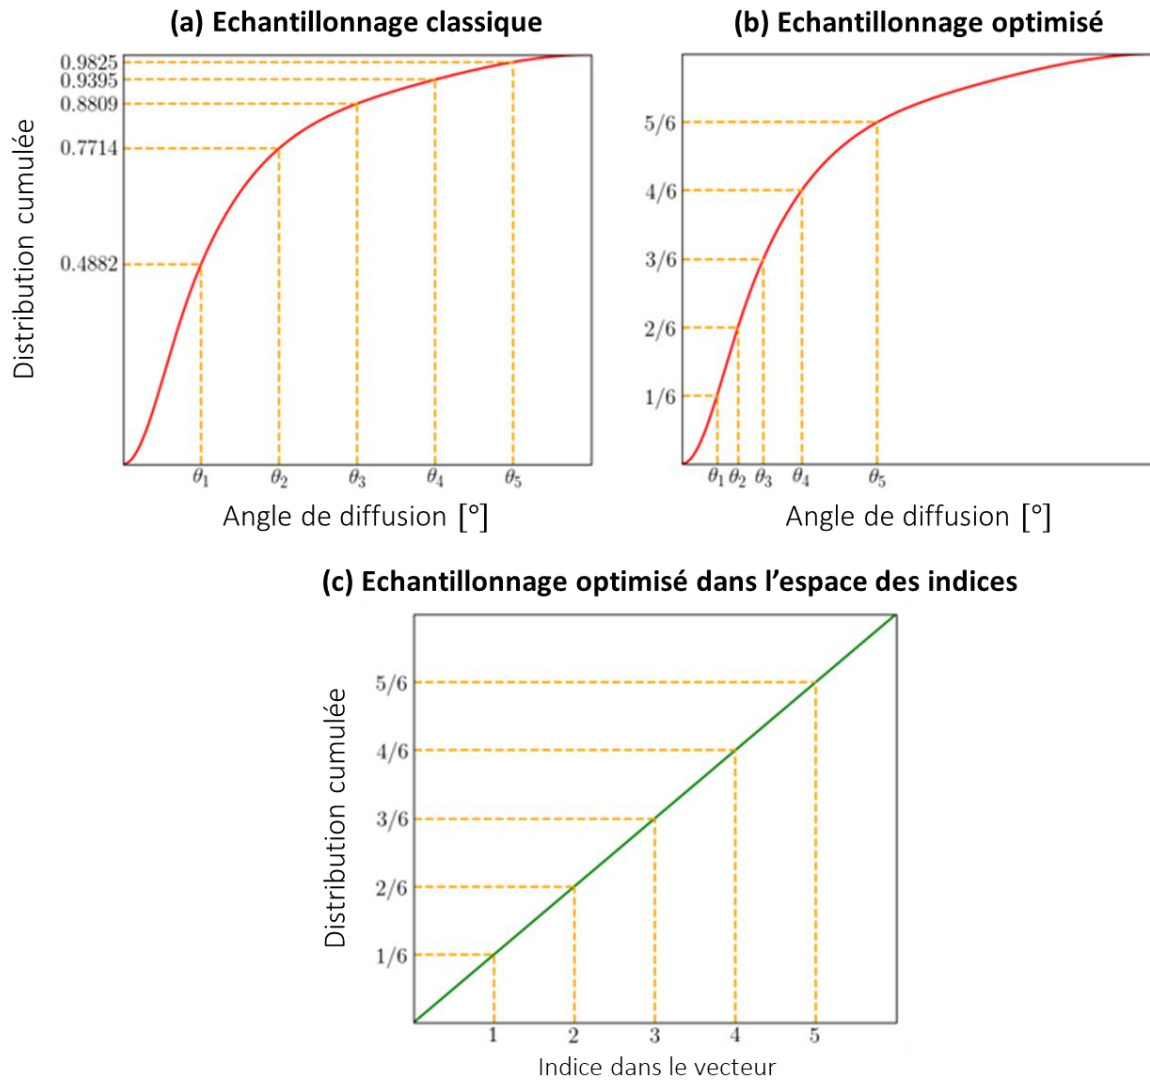 (a) Echantillonnage classique
(b) Echantillonnage optimisé
Distribution cumulée
0.9825
0.9395
0.8809
0.7714
0.4882
θ1
θ2
θ3
θ4
θ5
Angle de diffusion [°]
5/6
4/6
3/6
2/6
1/6
θ1
θ2
θ3
θ4
θ5
Angle de diffusion [°]
(c) Echantillonnage optimisé dans l’espace des indices
Distribution cumulée
5/6
4/6
3/6
2/6
1/6
1
2
3
4
5
Indice dans le vecteur